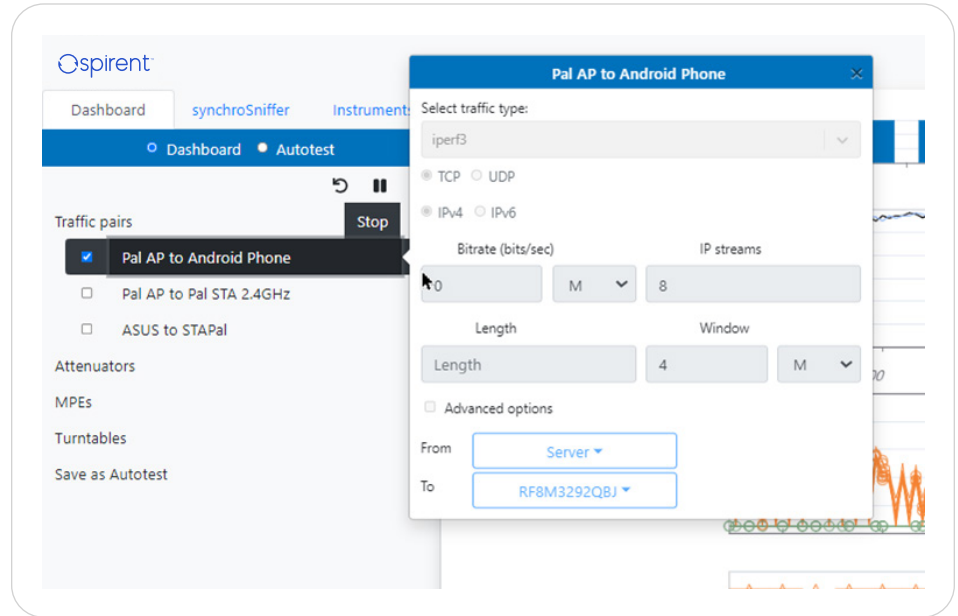 spirent
Pal AP to Android Phone ×
Dashboard synchroSniffer Instruments
Select traffic type:
iperf3
Dashboard Autotest
TCP UDP
IPv4 IPv6
Traffic pairs Stop
Pal AP to Android Phone
Bitrate (bits/sec) IP streams
0 M 8
Pal AP to Pal STA 2.4GHz
ASUS to STAPal
Length Window
Length 4 M
Attenuators
MPEs
Advanced options
Turntables
From Server
Save as Autotest
To RF8M3292QBJ